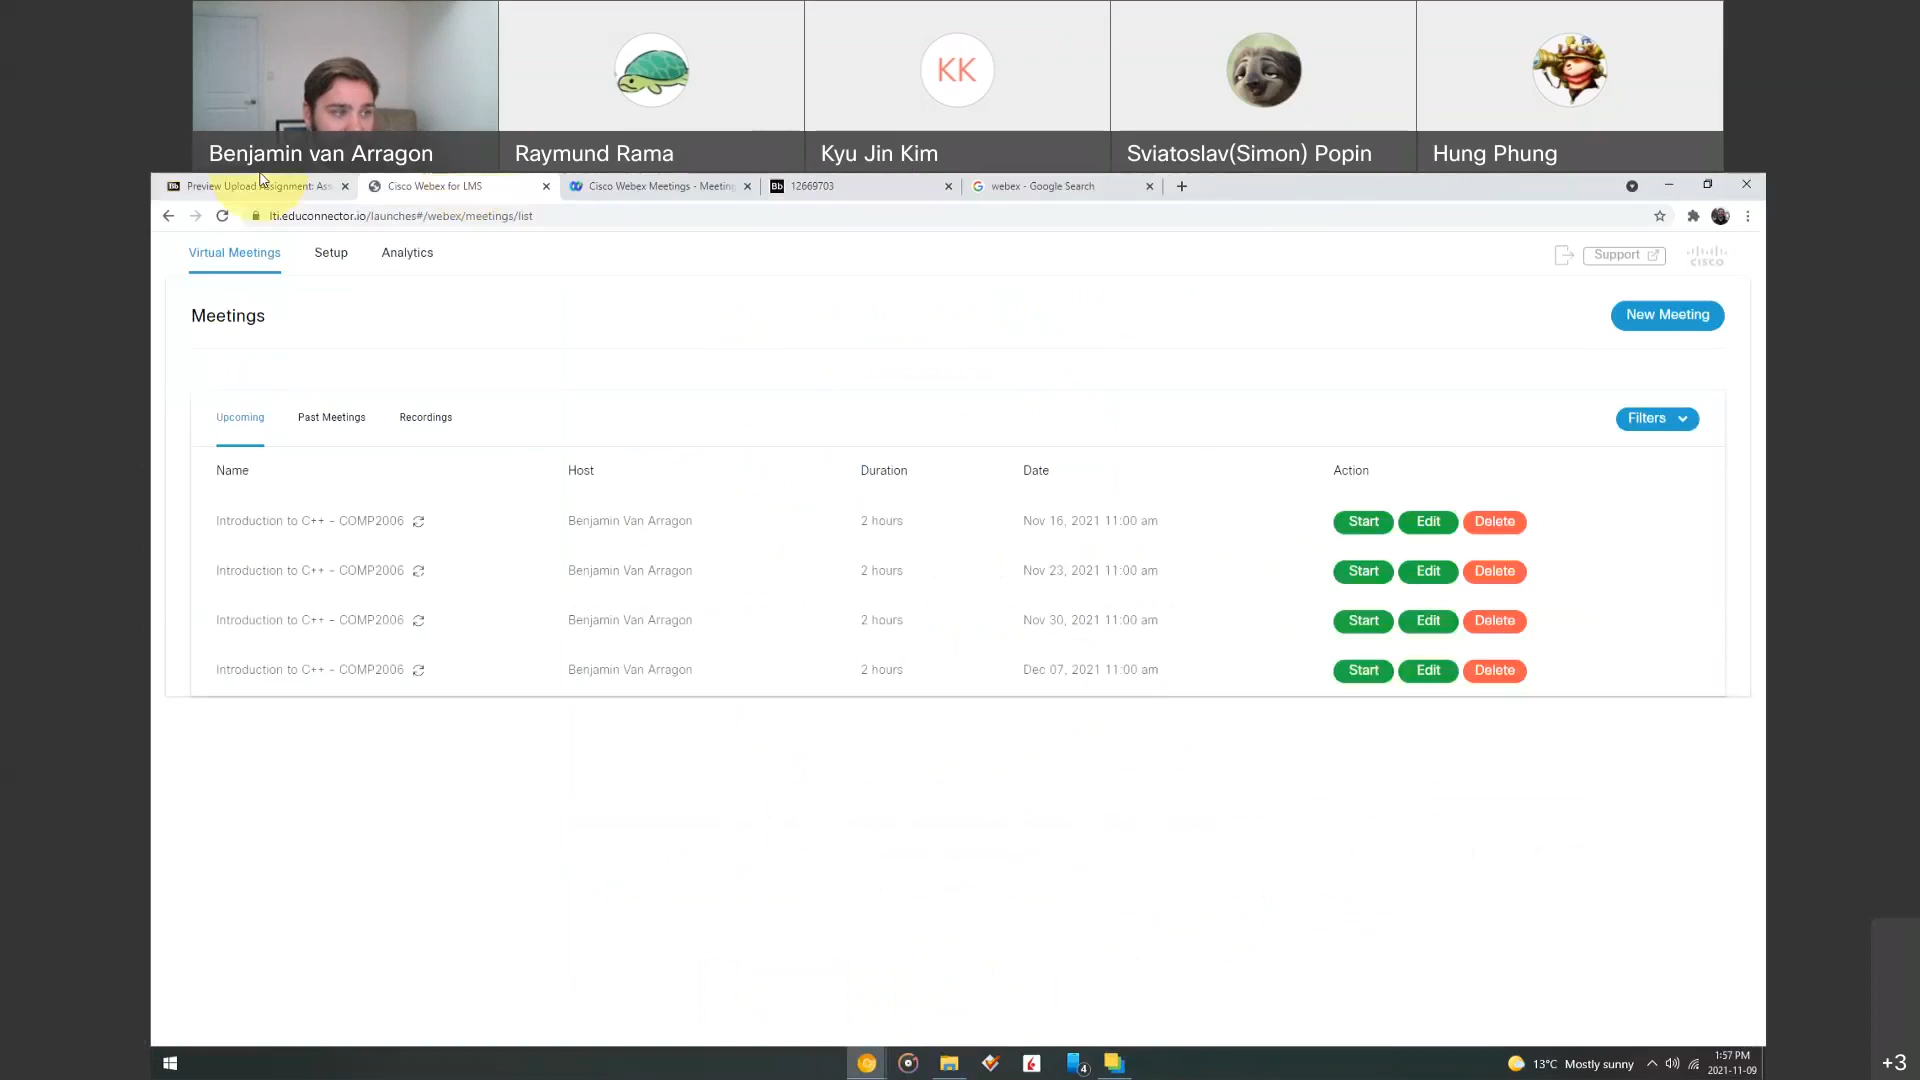 KK
Benjamin van Arragon
Raymund Rama
Kyu Jin Kim
Sviatoslav(Simon) Popin
Hung Phung
Bb Preview Upload Assignment: Ass
Cisco Webex for LMS
Cisco Webex Meetings - Meeting
Bb 12669703
webex - Google Search
lti.educonnector.io/launches#/webex/meetings/list
Virtual Meetings Setup Analytics
Support
CISCO
Meetings
New Meeting
Upcoming Past Meetings Recordings
Filters
Name Host Duration Date Action
Introduction to C++ - COMP2006 Benjamin Van Arragon 2 hours Nov 16, 2021 11:00 am Start Edit Delete
Introduction to C++ - COMP2006 Benjamin Van Arragon 2 hours Nov 23, 2021 11:00 am Start Edit Delete
Introduction to C++ - COMP2006 Benjamin Van Arragon 2 hours Nov 30, 2021 11:00 am Start Edit Delete
Introduction to C++ - COMP2006 Benjamin Van Arragon 2 hours Dec 07, 2021 11:00 am Start Edit Delete
4
13°C Mostly sunny
1:57 PM
2021-11-09
+3